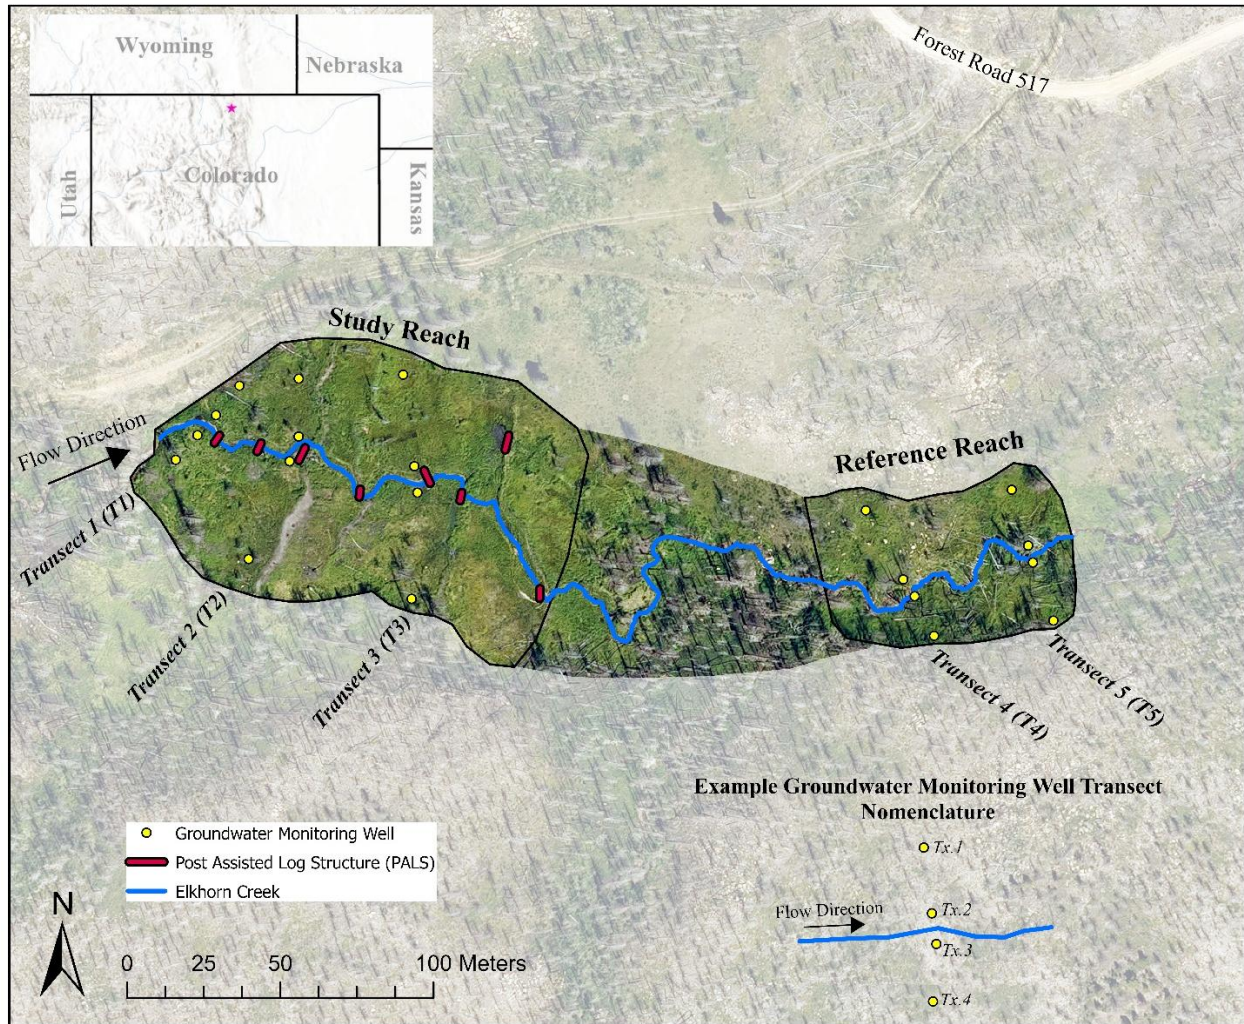 Wyoming
Nebraska
Utah
Colorado
Kansas
Forest Road 517
Study Reach
Flow Direction
Reference Reach
Transect 1 (T1)
Transect 2 (T2)
Transect 3 (T3)
Transect 4 (T4)
Transect 5 (T5)
Example Groundwater Monitoring Well Transect
Nomenclature
Tx.1
Flow Direction
Tx.2
Tx.3
Tx.4
Groundwater Monitoring Well
Post Assisted Log Structure (PALS)
Elkhorn Creek
N
0 25 50 100 Meters